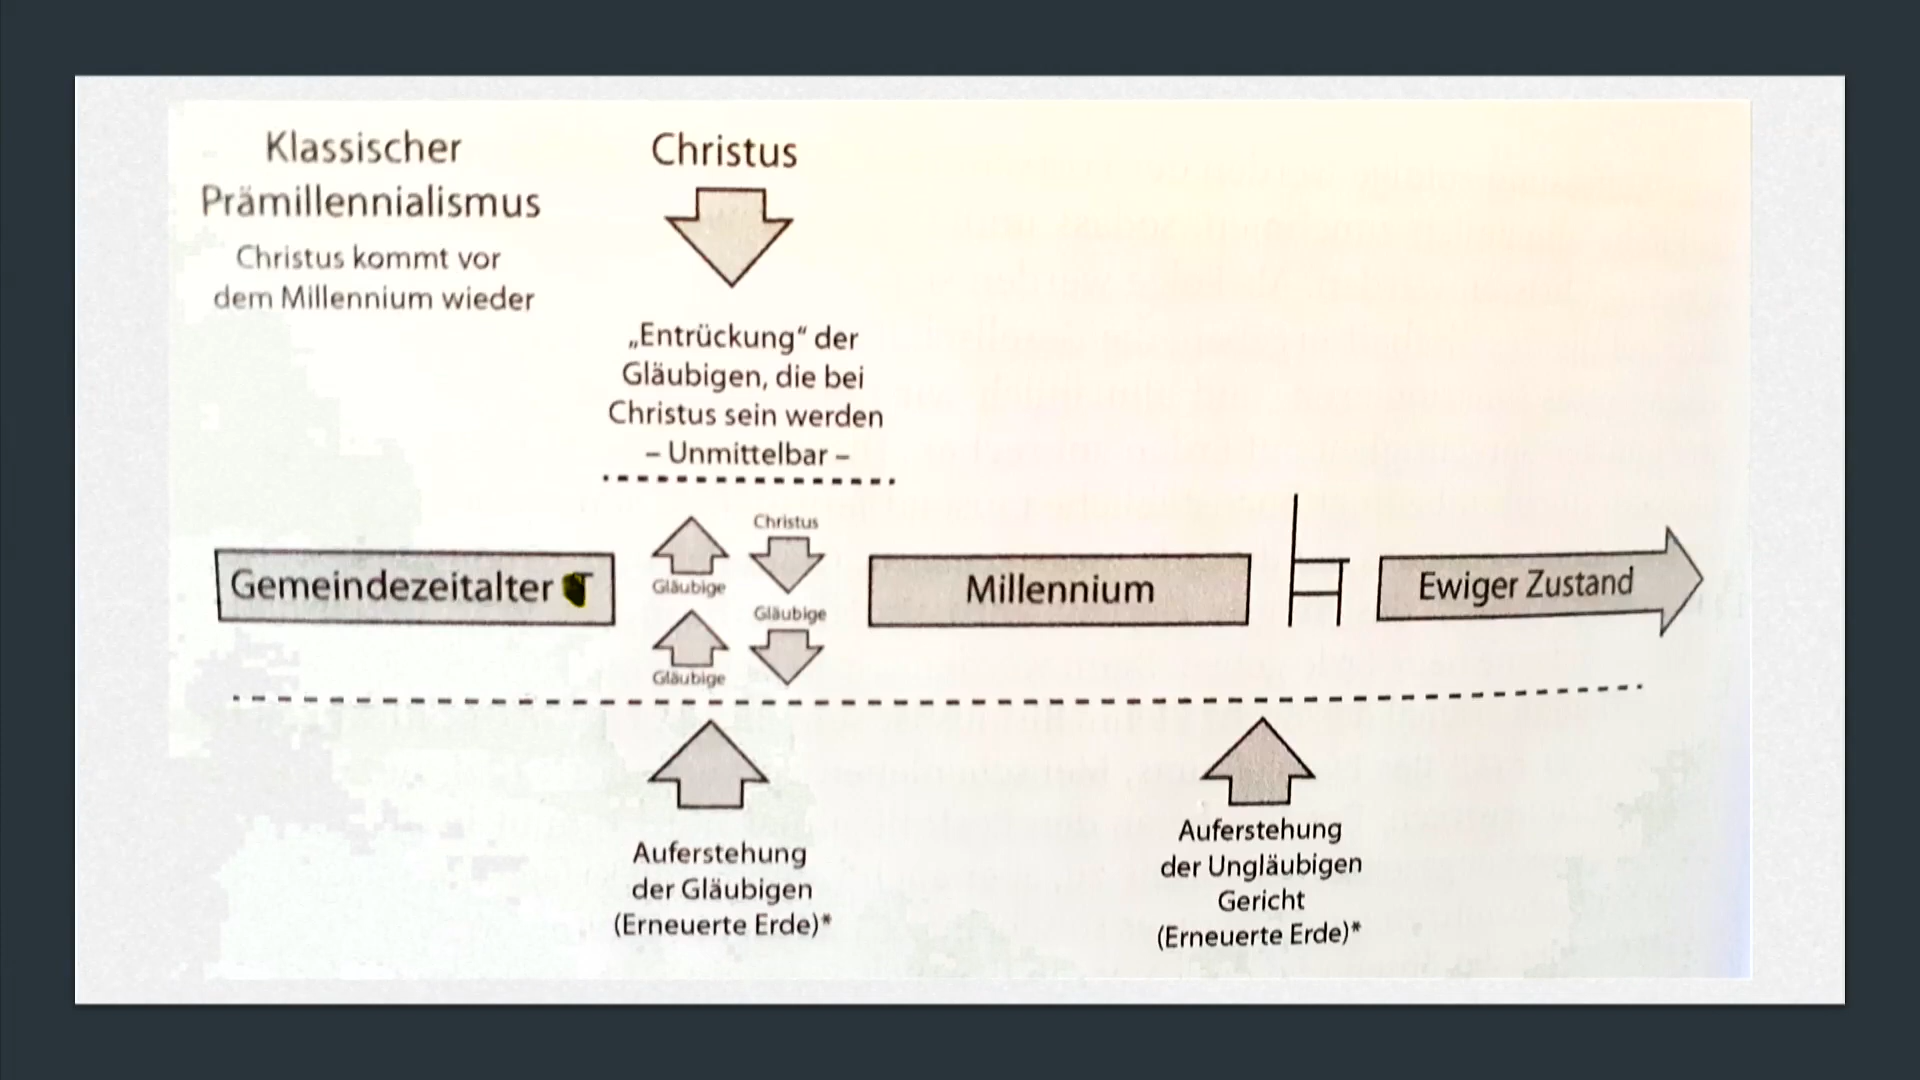 Klassischer
Prämillennialismus
Christus kommt vor
dem Millennium wieder
Christus
„Entrückung“ der
Gläubigen, die bei
Christus sein werden
– Unmittelbar –
Gemeindezeitalter T
Gläubige
Christus
Gläubige
Gläubige
Millennium
Ewiger Zustand
Auferstehung
der Gläubigen
(Erneuerte Erde)*
Auferstehung
der Ungläubigen
Gericht
(Erneuerte Erde)*